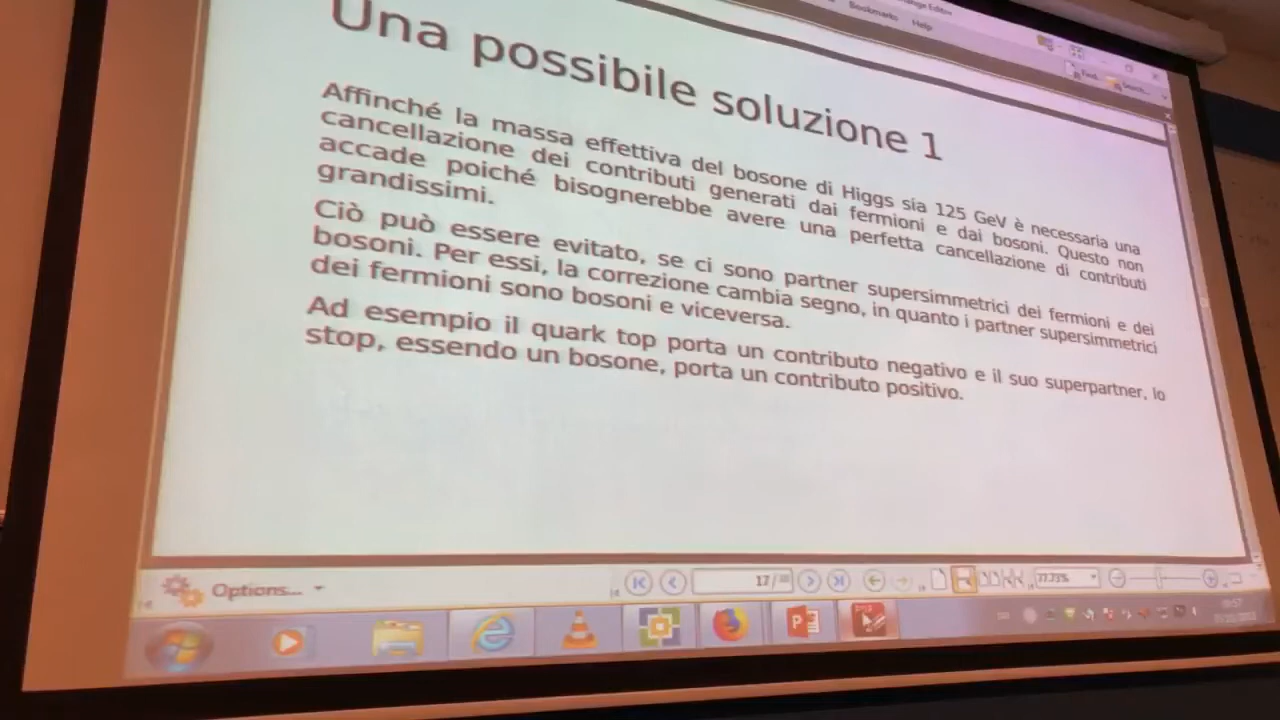 Bookmarks Help
Una possibile soluzione 1
Affinché la massa effettiva del bosone di Higgs sia 125 GeV è necessaria una
cancellazione dei contributi generati dai fermioni e dai bosoni. Questo non
accade poiché bisognerebbe avere una perfetta cancellazione di contributi
grandissimi.
Ciò può essere evitato, se ci sono partner supersimmetrici dei fermioni e dei
bosoni. Per essi, la correzione cambia segno, in quanto i partner supersimmetrici
dei fermioni sono bosoni e viceversa.
Ad esempio il quark top porta un contributo negativo e il suo superpartner, lo
stop, essendo un bosone, porta un contributo positivo.
Options...
17/
77.73%